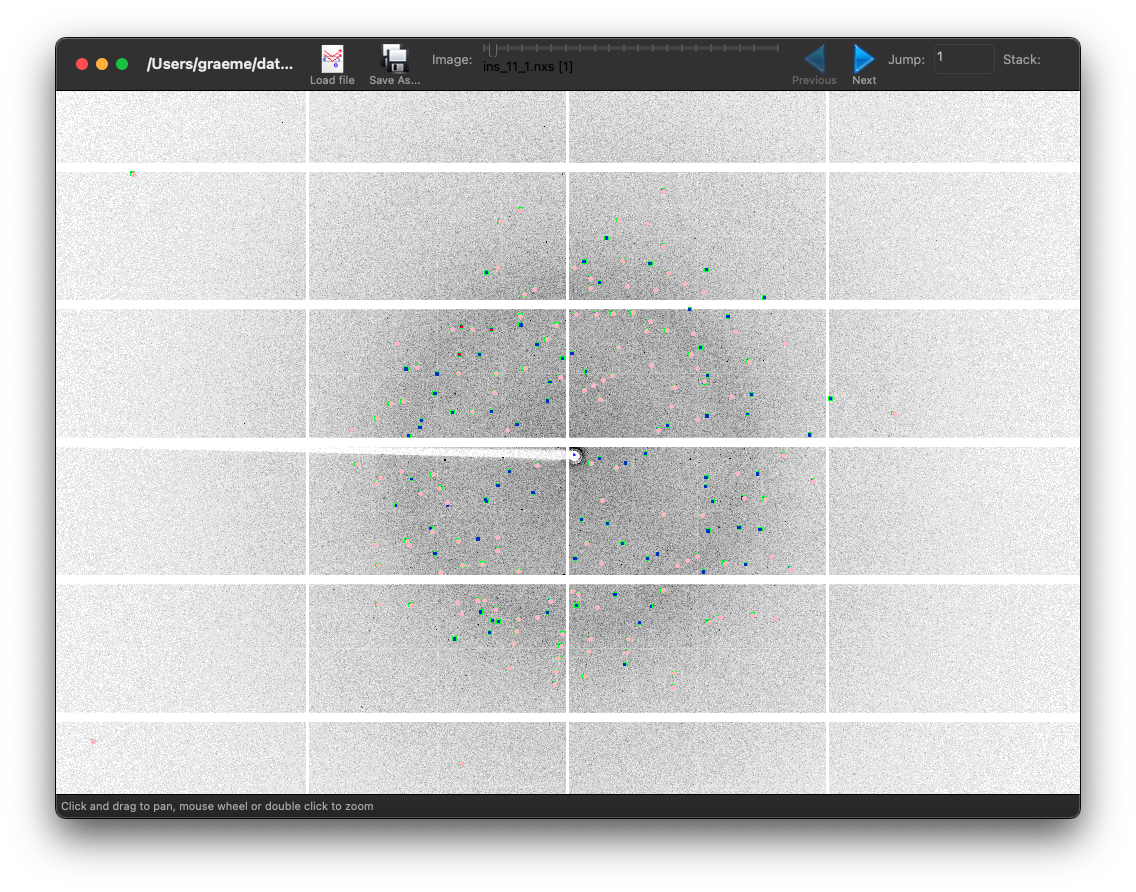 /Users/graeme/dat...
Load file
Save As...
Image:
ins_11_1.nxs [1]
Previous
Next
Jump:
1
Stack:
Click and drag to pan, mouse wheel or double click to zoom